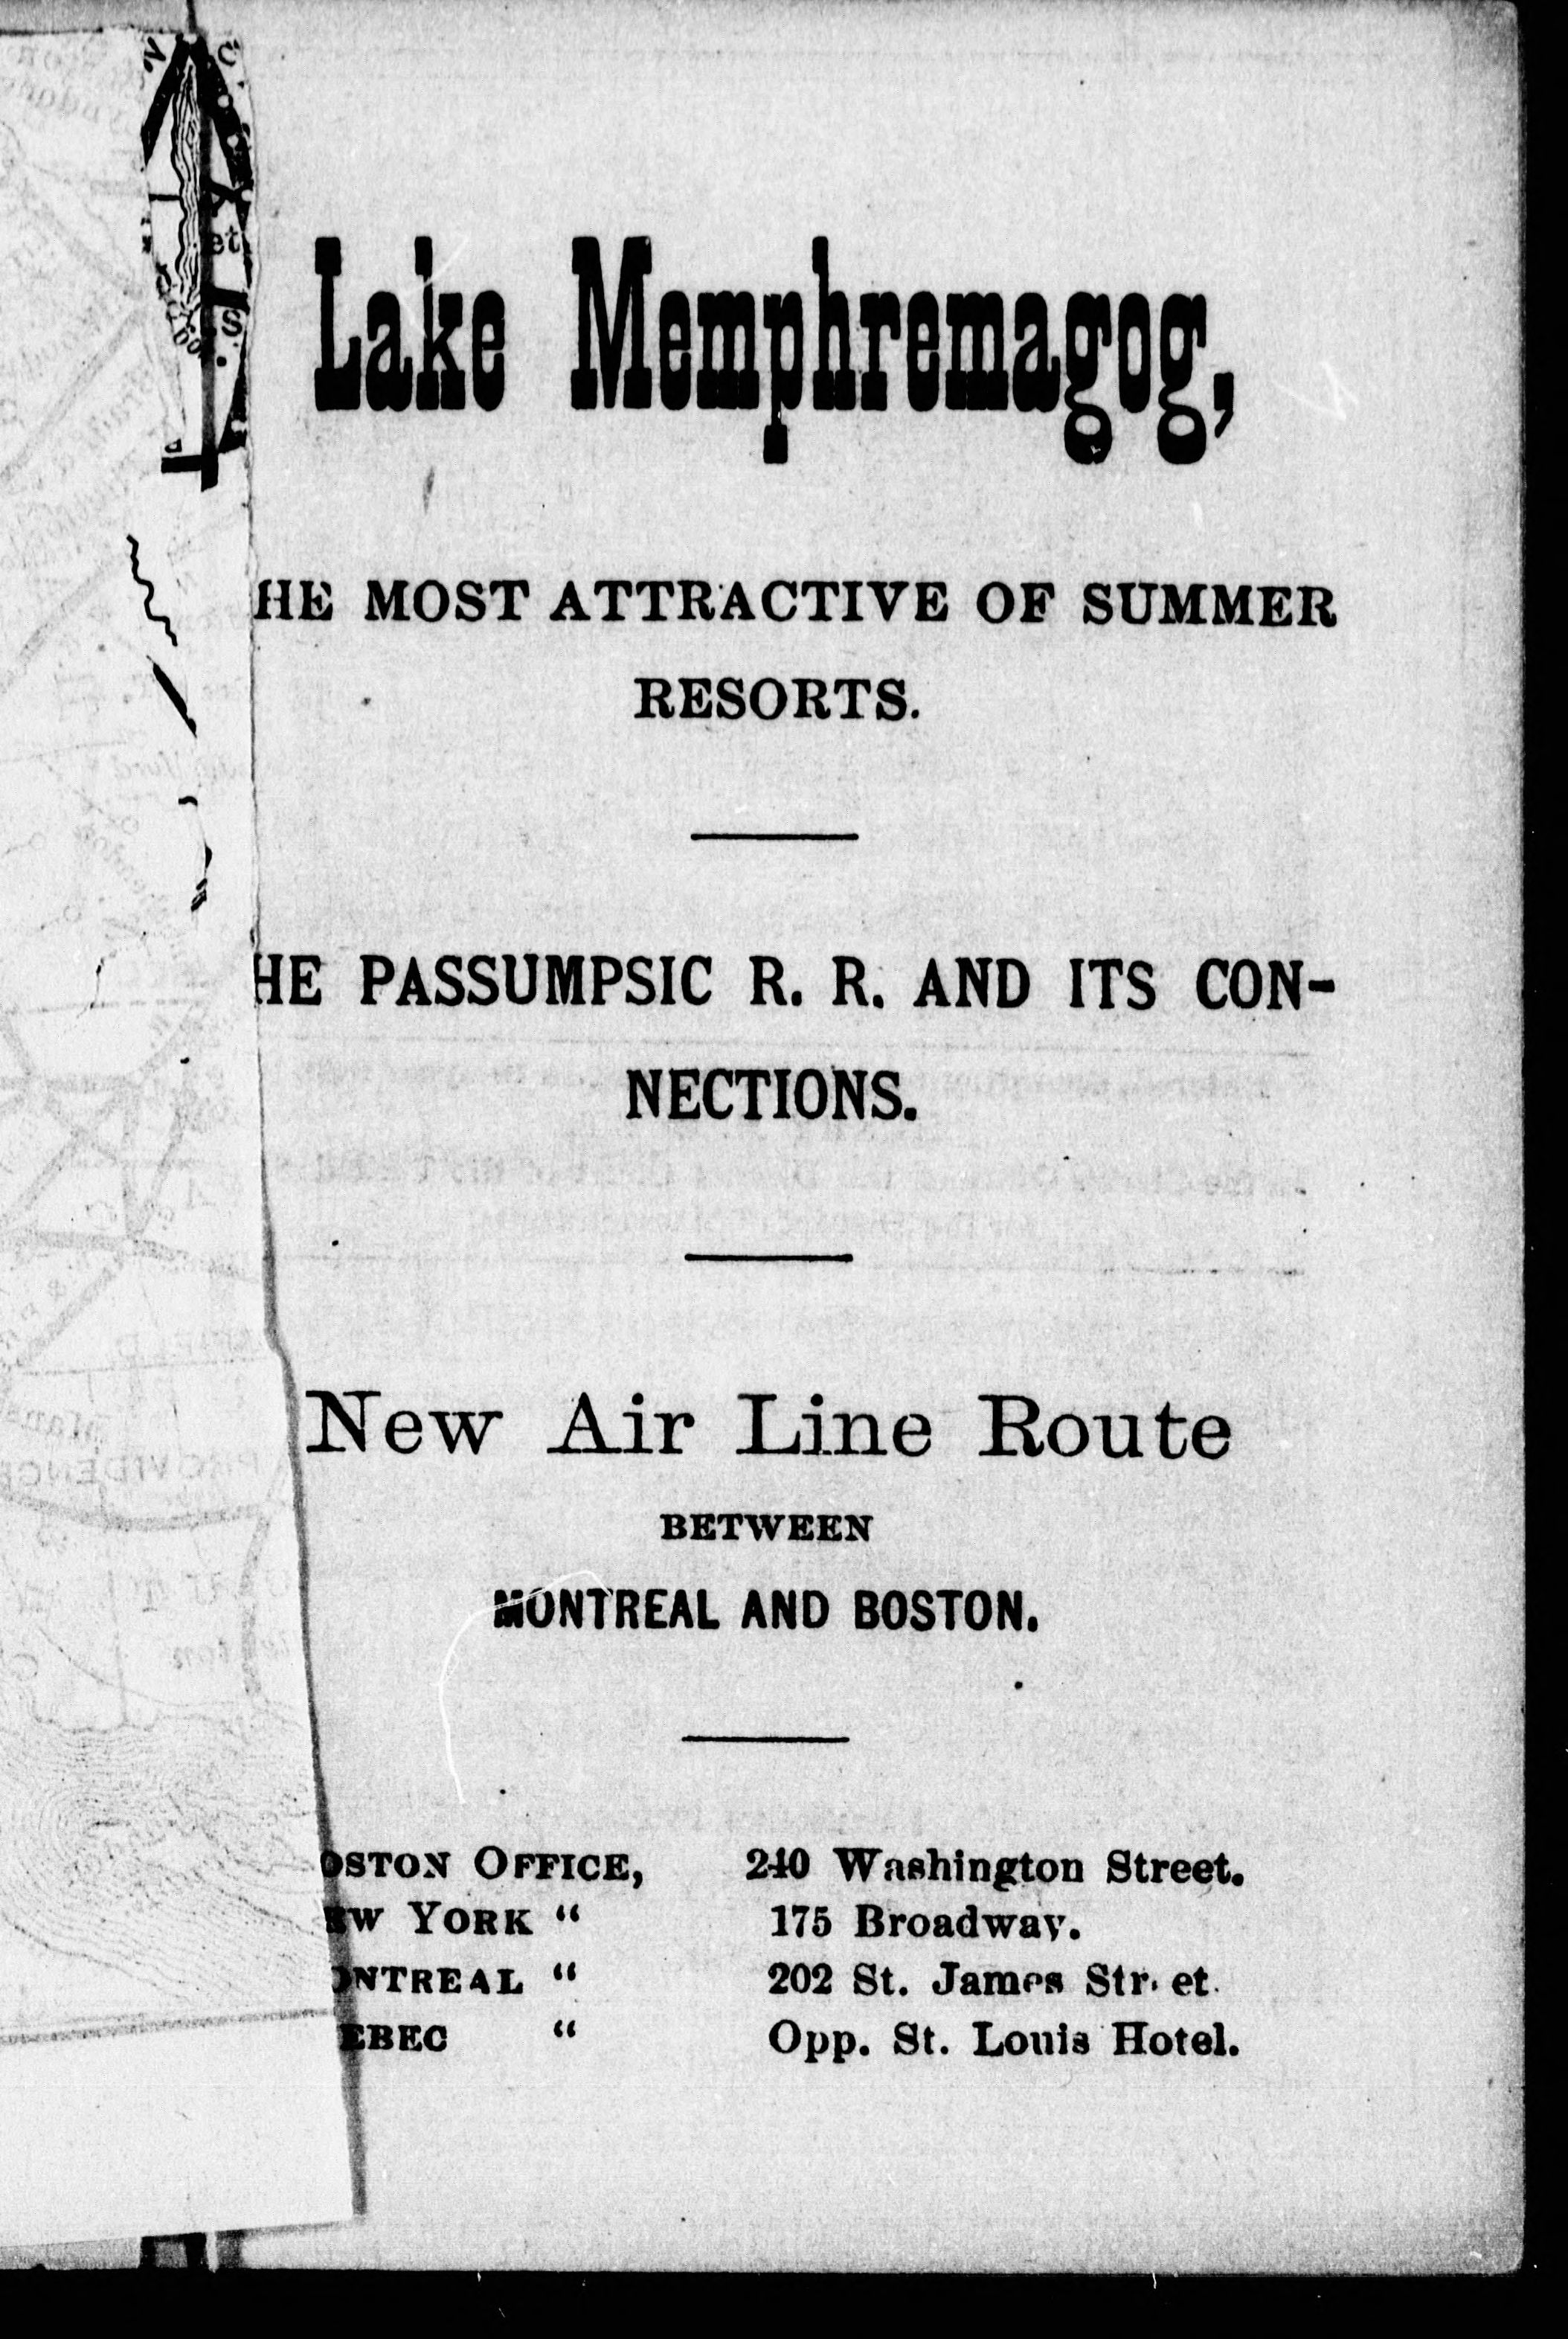 Lake Memphremagog,
HE MOST ATTRACTIVE OF SUMMER
RESORTS.
HE PASSUMPSIC R. R. AND ITS CON-
NECTIONS.
New Air Line Route
BETWEEN
MONTREAL AND BOSTON.
OSTON OFFICE, 240 Washington Street.
EW YORK “ 175 Broadway.
ONTREAL “ 202 St. James Str et.
EBEC “ Opp. St. Louis Hotel.